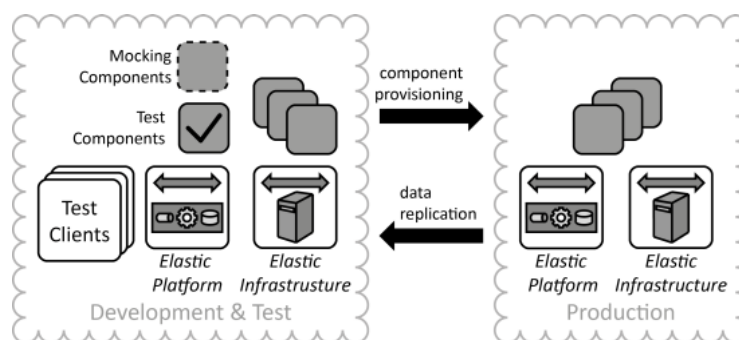 Mocking
Components
Test
Components
Test
Clients
Elastic
Platform
Elastic
Infrastrusture
Development & Test
component
provisioning
data
replication
Elastic
Platform
Elastic
Infrastructure
Production